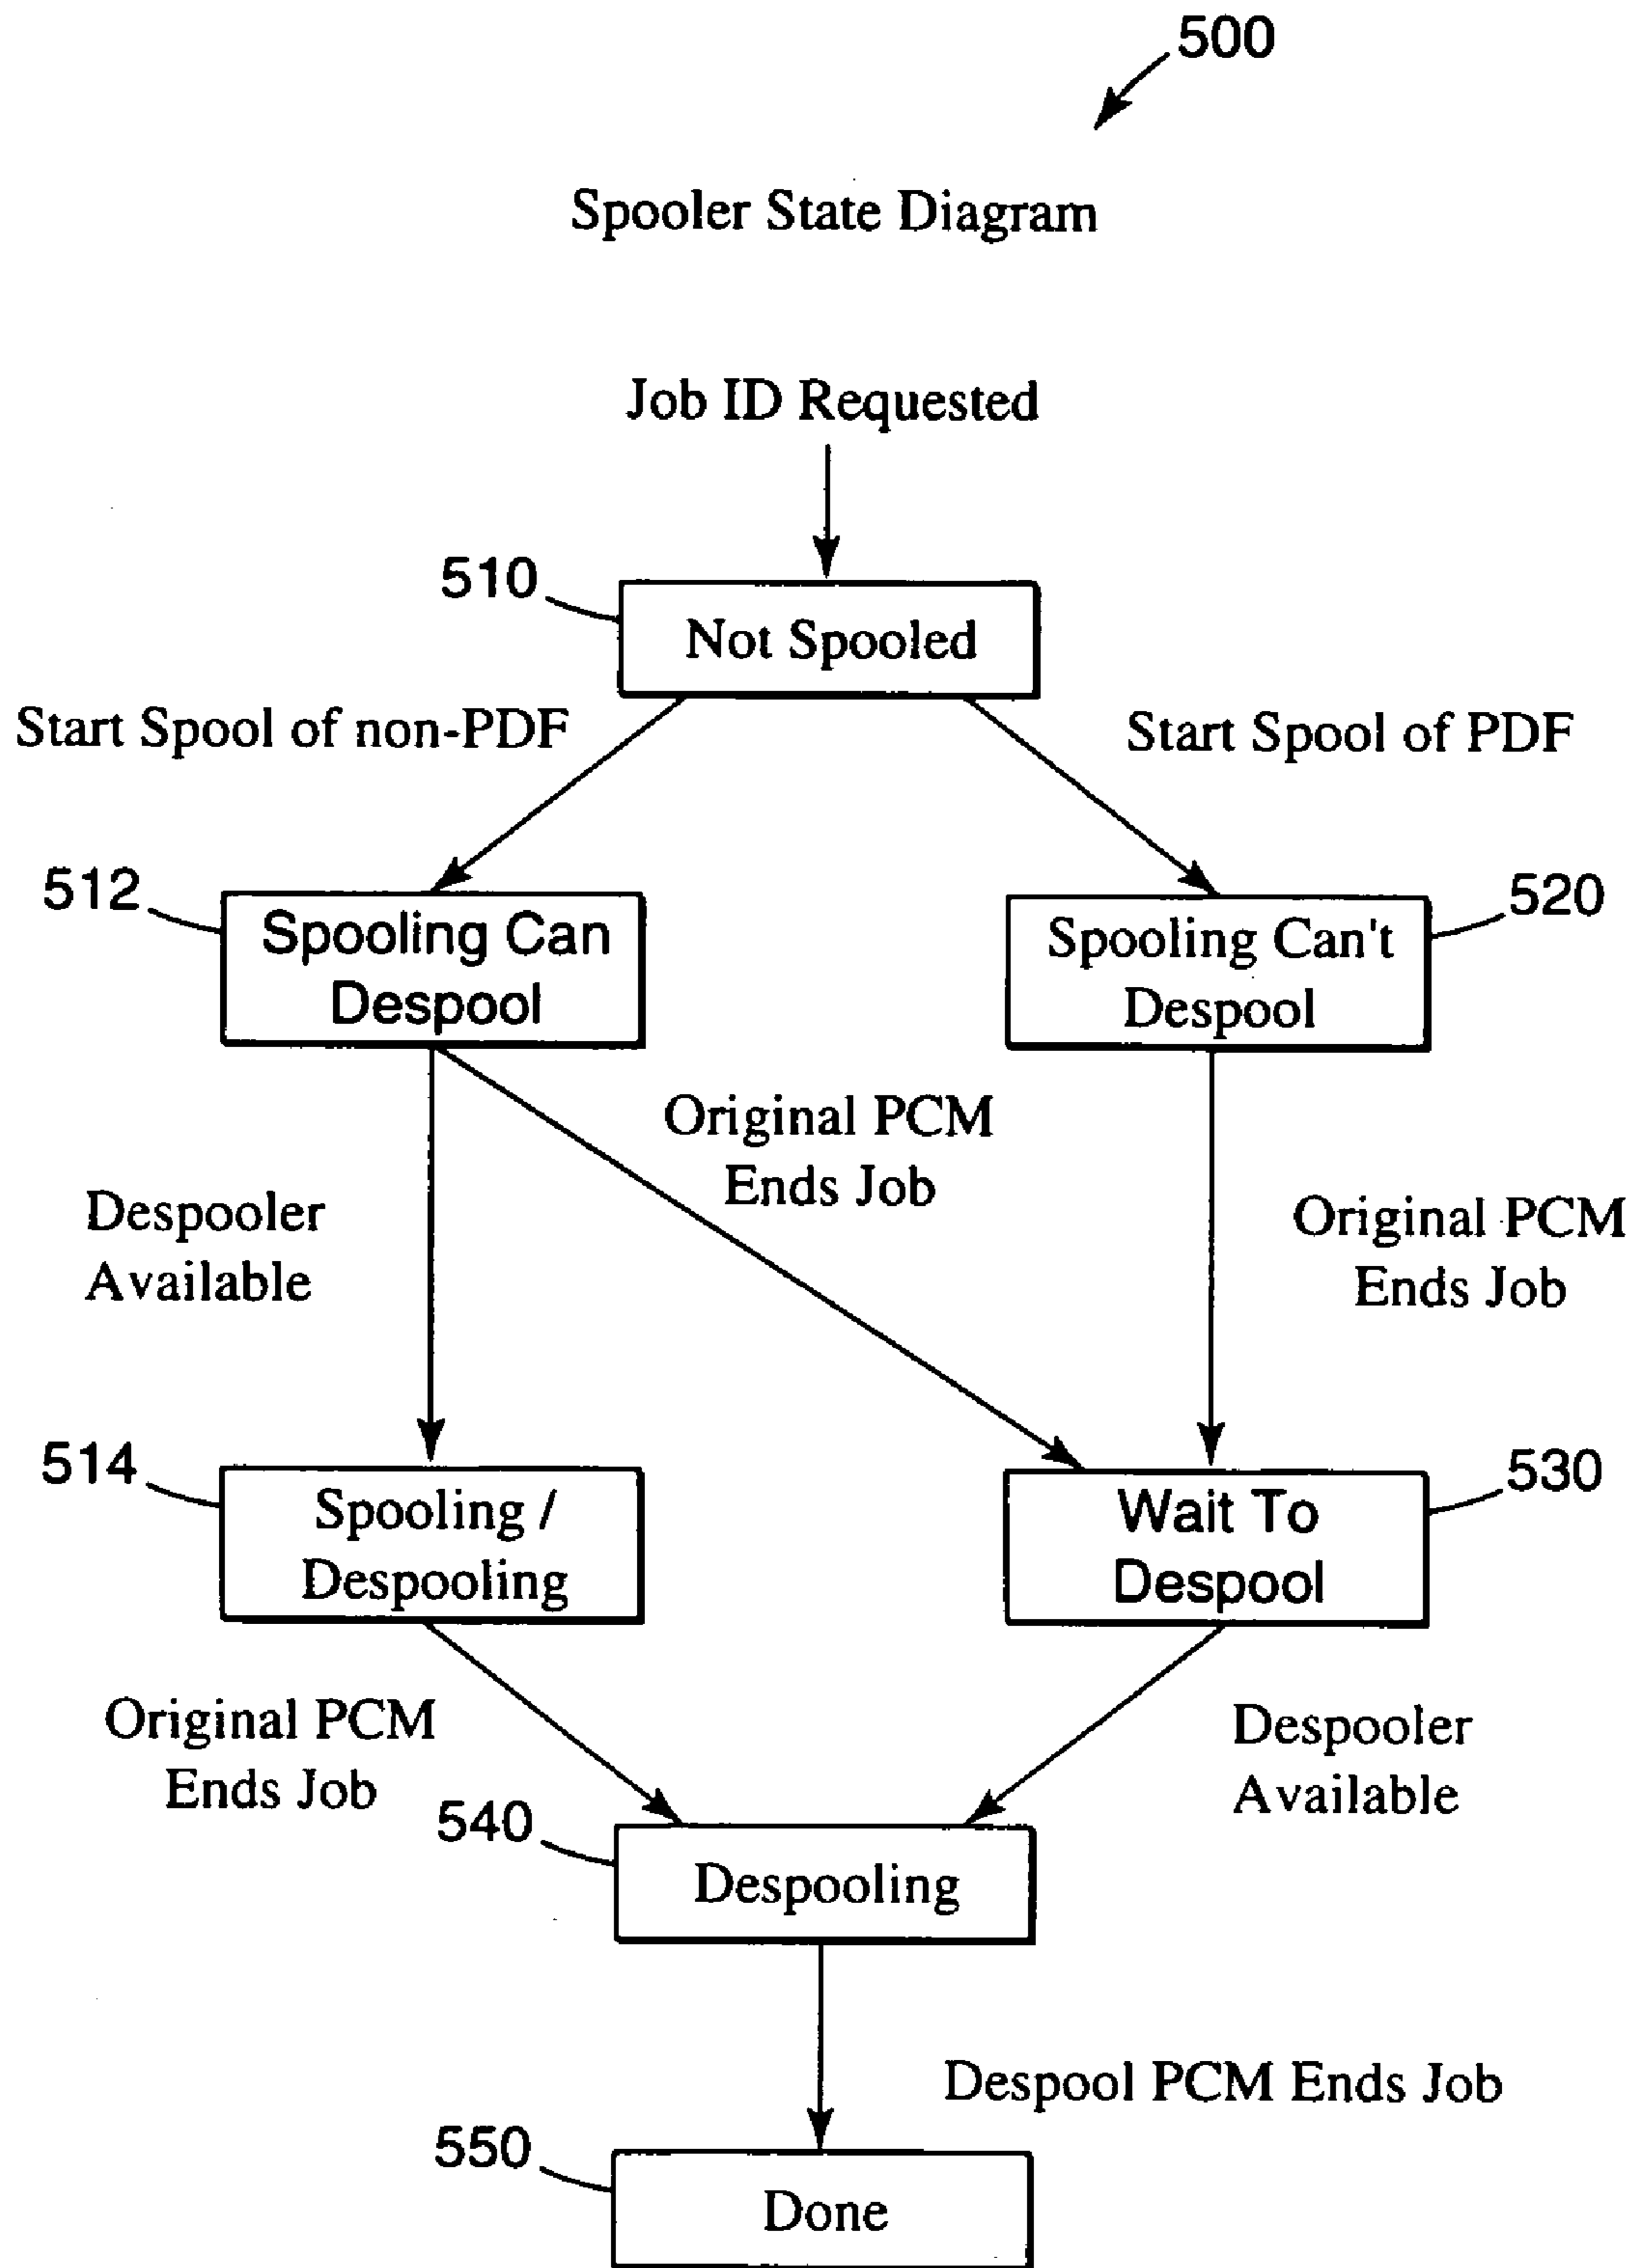 500
Spooler State Diagram
Job ID Requested
510
Not Spooled
Start Spool of non-PDF
Start Spool of PDF
512
Spooling Can
Despool
520
Spooling Can't
Despool
Original PCM
Ends Job
Despooler
Available
Original PCM
Ends Job
514
Spooling /
Despooling
530
Wait To
Despool
Original PCM
Ends Job
Despooler
Available
540
Despooling
Despool PCM Ends Job
550
Done